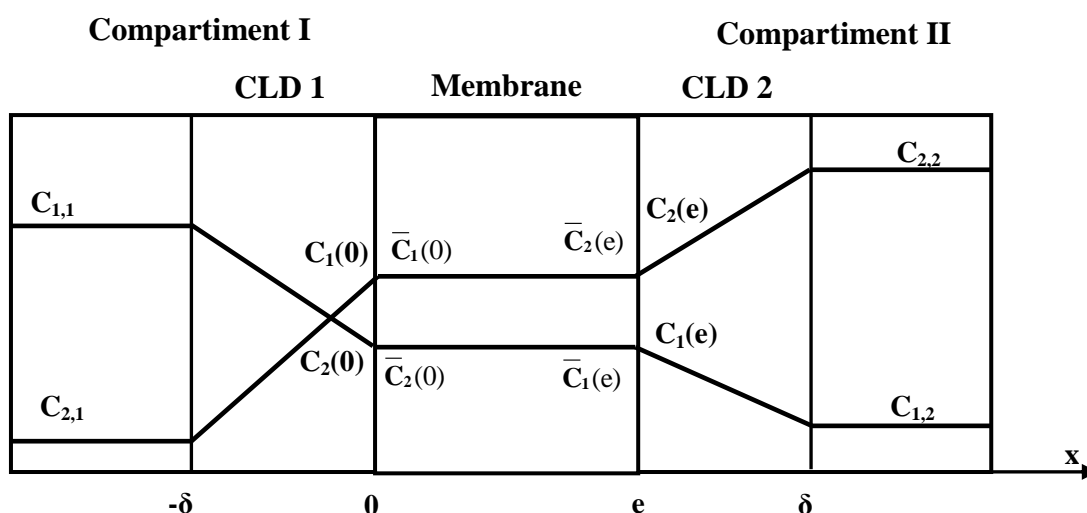 Compartiment I
Compartiment II
CLD 1
Membrane
CLD 2
C₁,₁
C₂,₁
C₁(0)
C₂(0)
C̅₁(0)
C̅₂(0)
C̅₂(e)
C̅₁(e)
C₂(e)
C₁(e)
C₂,₂
C₁,₂
x
-δ
0
e
δ